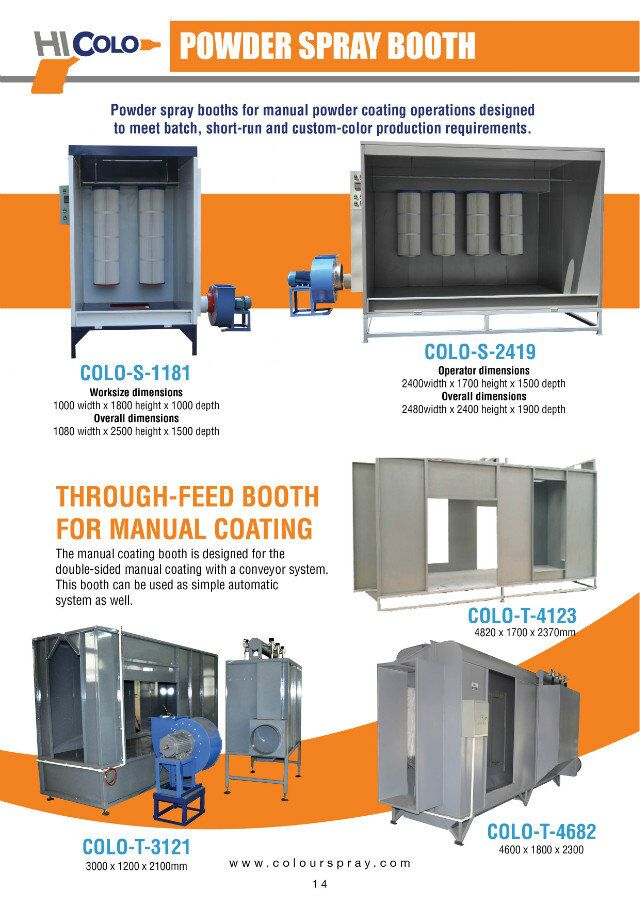 HICOLO
POWDER SPRAY BOOTH
Powder spray booths for manual powder coating operations designed
to meet batch, short-run and custom-color production requirements.
COLO-S-1181
Worksize dimensions
1000 width x 1800 height x 1000 depth
Overall dimensions
1080 width x 2500 height x 1500 depth
COLO-S-2419
Operator dimensions
2400width x 1700 height x 1500 depth
Overall dimensions
2480width x 2400 height x 1900 depth
THROUGH-FEED BOOTH
FOR MANUAL COATING
The manual coating booth is designed for the
double-sided manual coating with a conveyor system.
This booth can be used as simple automatic
system as well.
COLO-T-4123
4820 x 1700 x 2370mm
COLO-T-3121
3000 x 1200 x 2100mm
COLO-T-4682
4600 x 1800 x 2300
www.colourspray.com
14